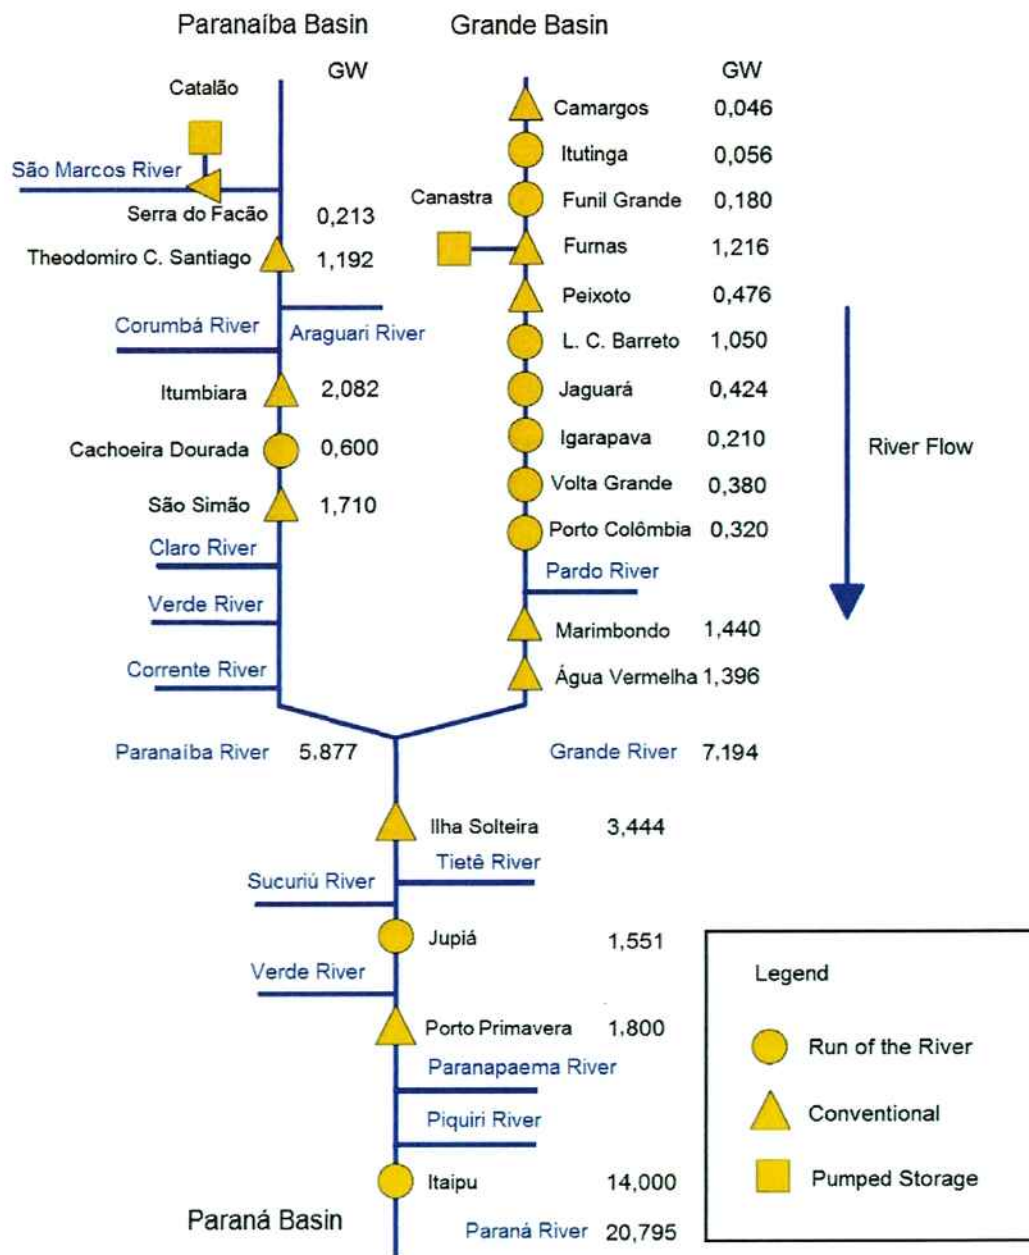 Paranaíba Basin
Grande Basin
GW
GW
Catalão
São Marcos River
Serra do Facão 0,213
Theodomiro C. Santiago 1,192
Araguari River
Corumbá River
Itumbiara 2,082
Cachoeira Dourada 0,600
São Simão 1,710
Claro River
Verde River
Corrente River
Paranaíba River 5.877
Camargos 0,046
Itutinga 0,056
Canastra
Funil Grande 0,180
Furnas 1,216
Peixoto 0,476
L. C. Barreto 1,050
Jaguará 0,424
Igarapava 0,210
Volta Grande 0,380
Porto Colômbia 0,320
Pardo River
Marimbondo 1,440
Água Vermelha 1,396
Grande River 7.194
River Flow
Ilha Solteira 3,444
Tietê River
Sucuriú River
Jupiá 1,551
Verde River
Porto Primavera 1.800
Paranapaema River
Piquiri River
Itaipu 14,000
Paraná Basin
Paraná River 20,795
Legend
Run of the River
Conventional
Pumped Storage